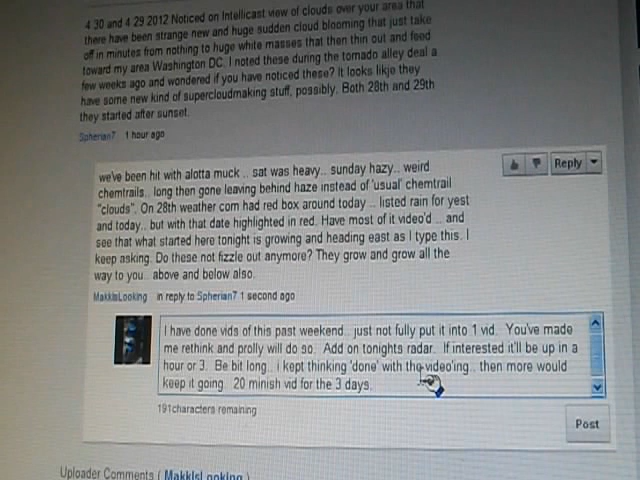 4 30 and 4 29 2012 Noticed on Intellicast view of clouds over your area that
there have been strange new and huge sudden cloud blooming that just take
off in minutes from nothing to huge white masses that then thin out and feed
toward my area Washington DC. I noted these during the tornado alley deal a
few weeks ago and wondered if you have noticed these? It looks likje they
have some new kind of supercloudmaking stuff, possibly. Both 28th and 29th
they started after sunset.
Spherian7 1 hour ago
we've been hit with alotta muck .. sat was heavy.. sunday hazy.. weird
chemtrails.. long then gone leaving behind haze instead of 'usual' chemtrail
"clouds". On 28th weather com had red box around today ... listed rain for yest
and today.. but with that date highlighted in red. Have most of it video'd .. and
see that what started here tonight is growing and heading east as I type this. I
keep asking. Do these not fizzle out anymore? They grow and grow all the
way to you.. above and below also.
Reply
MakkIsLooking in reply to Spherian7 1 second ago
I have done vids of this past weekend.. just not fully put it into 1 vid. You've made
me rethink and prolly will do so. Add on tonights radar. If interested it'll be up in a
hour or 3. Be bit long.. i kept thinking 'done' with the video'ing.. then more would
keep it going. 20 minish vid for the 3 days.
191characters remaining
Post
Uploader Comments (MakkIsLooking)